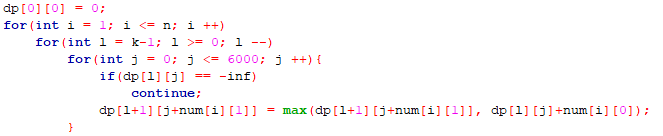 dp[0][0] = 0;
for(int i = 1; i <= n; i ++)
for(int l = k-1; l >= 0; l --)
for(int j = 0; j <= 6000; j ++){
if(dp[l][j] == -inf)
continue;
dp[l+1][j+num[i][1]] = max(dp[l+1][j+num[i][1]], dp[l][j]+num[i][0]);
}